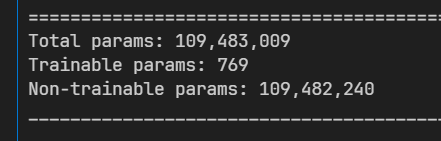 Total params: 109,483,009
Trainable params: 769
Non-trainable params: 109,482,240